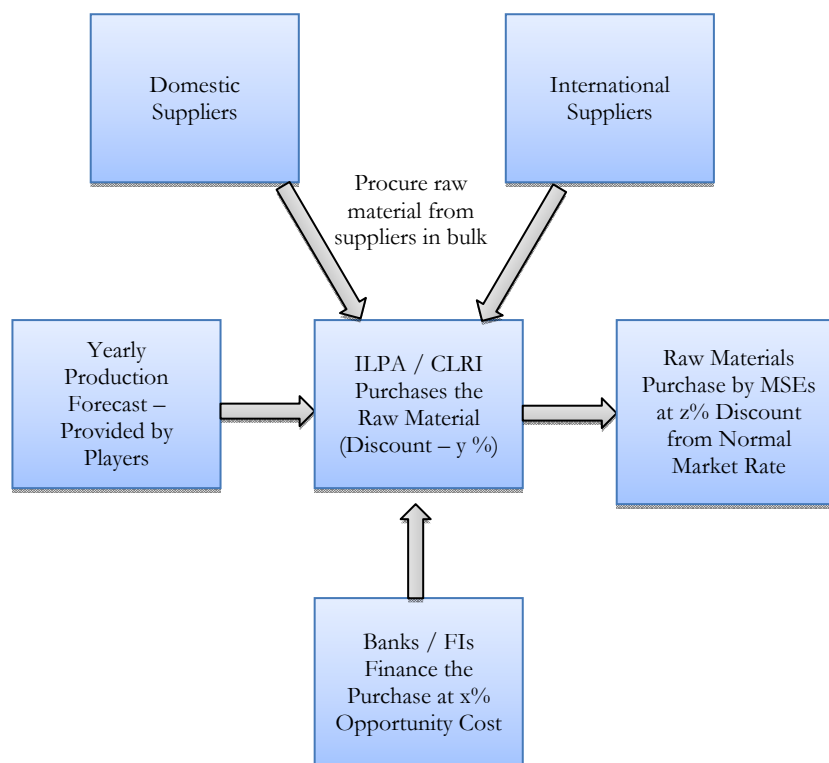 Domestic
Suppliers
International
Suppliers
Procure raw
material from
suppliers in bulk
Yearly
Production
Forecast –
Provided by
Players
ILPA / CLRI
Purchases the
Raw Material
(Discount – y %)
Raw Materials
Purchase by MSEs
at z% Discount
from Normal
Market Rate
Banks / FIs
Finance the
Purchase at x%
Opportunity Cost